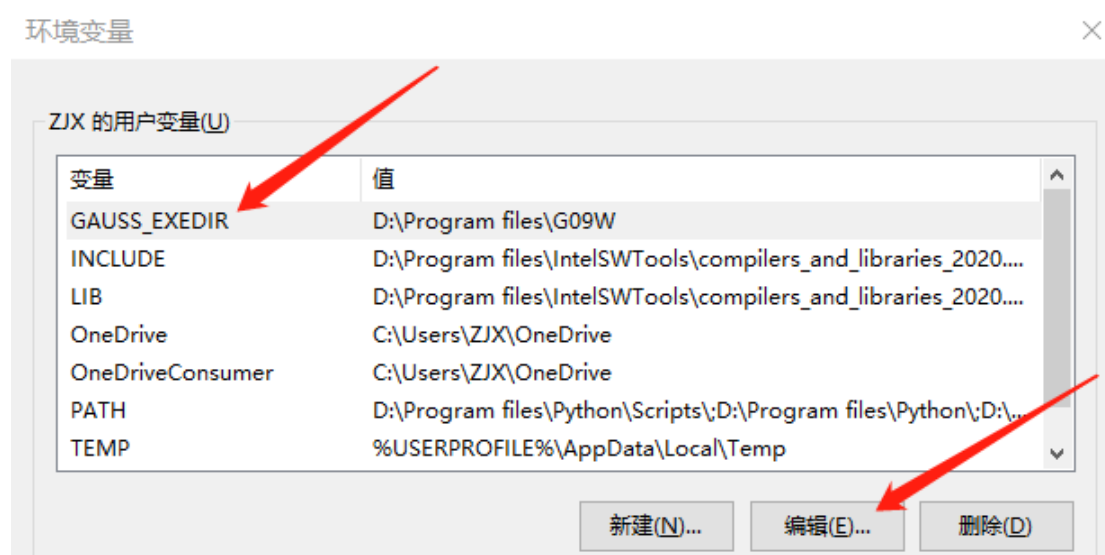 环境变量
ZJX 的用户变量(U)
变量 值
GAUSS_EXEDIR D:\Program files\G09W
INCLUDE D:\Program files\IntelSWTools\compilers_and_libraries_2020....
LIB D:\Program files\IntelSWTools\compilers_and_libraries_2020....
OneDrive C:\Users\ZJX\OneDrive
OneDriveConsumer C:\Users\ZJX\OneDrive
PATH D:\Program files\Python\Scripts\;D:\Program files\Python\;D:\...
TEMP %USERPROFILE%\AppData\Local\Temp
新建(N)... 编辑(E)... 删除(D)